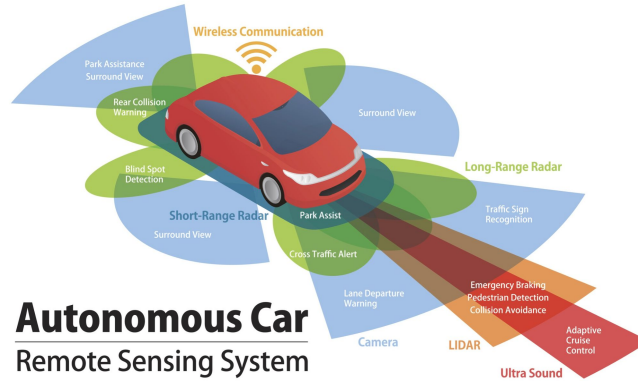 Wireless Communication
Park Assistance
Surround View
Rear Collision
Warning
Surround View
Blind Spot
Detection
Long-Range Radar
Short-Range Radar
Park Assist
Traffic Sign
Recognition
Surround View
Cross Traffic Alert
Emergency Braking
Pedestrian Detection
Collision Avoidance
Lane Departure
Warning
Adaptive
Cruise
Control
Camera
LIDAR
Ultra Sound
Autonomous Car
Remote Sensing System